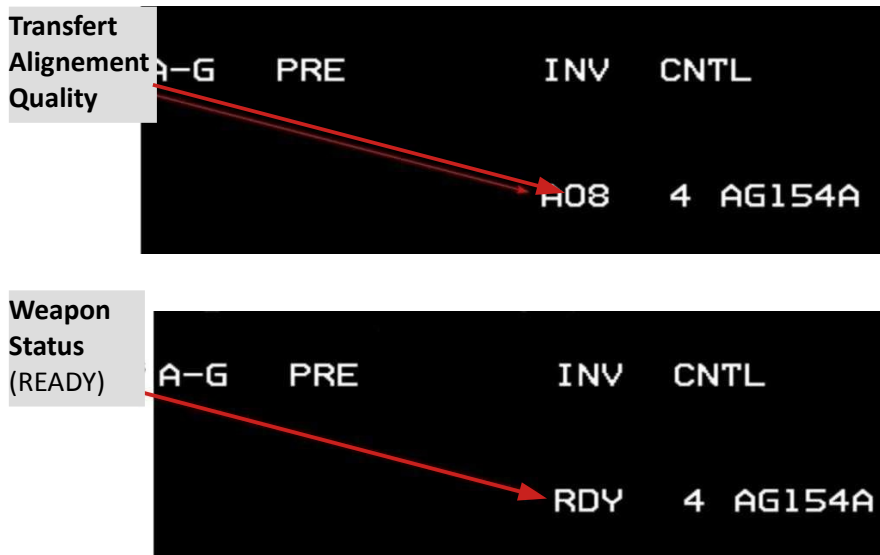 Transfert
Alignement
Quality
A-G PRE INV CNTL
A08 4 AG154A
Weapon
Status
(READY)
A-G PRE INV CNTL
RDY 4 AG154A